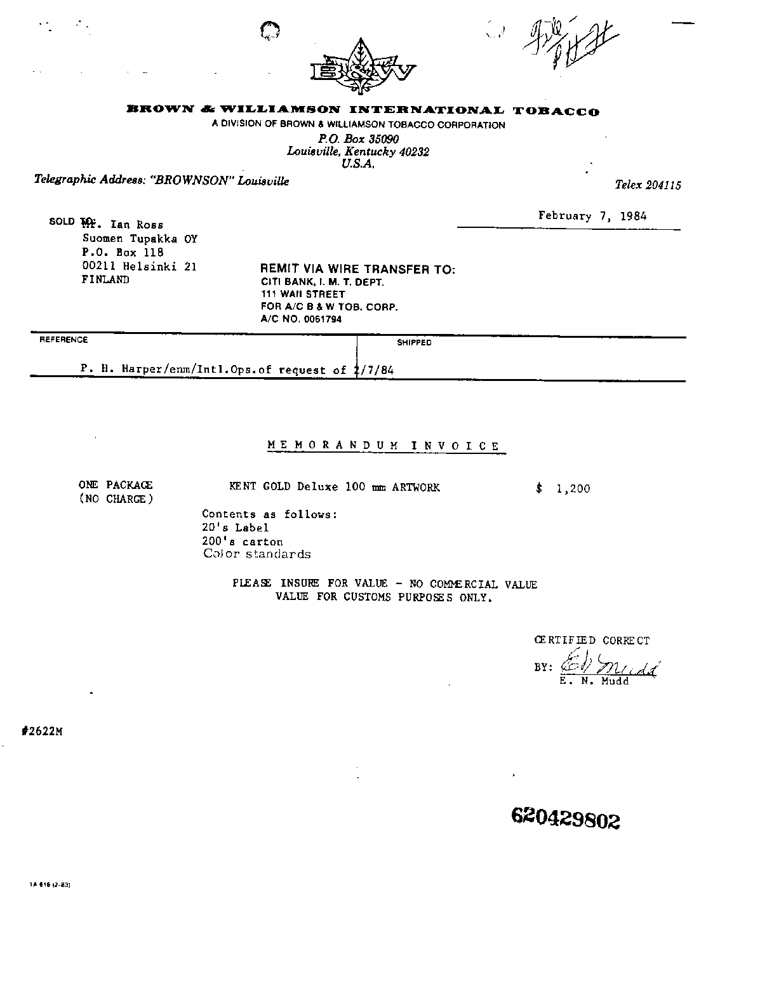 File
PHH
B&W
BROWN & WILLIAMSON INTERNATIONAL TOBACCO
A DIVISION OF BROWN & WILLIAMSON TOBACCO CORPORATION
P.O. Box 35090
Louisville, Kentucky 40232
U.S.A.
Telegraphic Address: "BROWNSON" Louisville
Telex 204115
February 7, 1984
SOLD Mr. Ian Ross
Suomen Tupakka OY
P.O. Box 118
00211 Helsinki 21
FINLAND
REMIT VIA WIRE TRANSFER TO:
CITI BANK, I. M. T. DEPT.
111 WAll STREET
FOR A/C B & W TOB. CORP.
A/C NO. 0061794
REFERENCE
SHIPPED
P. H. Harper/enm/Intl.Ops.of request of 2/7/84
MEMORANDUM INVOICE
ONE PACKAGE KENT GOLD Deluxe 100 mm ARTWORK $ 1,200
(NO CHARGE)
Contents as follows:
20's Label
200's carton
Color standards
PLEASE INSURE FOR VALUE - NO COMMERCIAL VALUE
VALUE FOR CUSTOMS PURPOSES ONLY.
CERTIFIED CORRECT
BY: Ed Mudd
E. N. Mudd
#2622M
620429802
1A 616 (2-83)